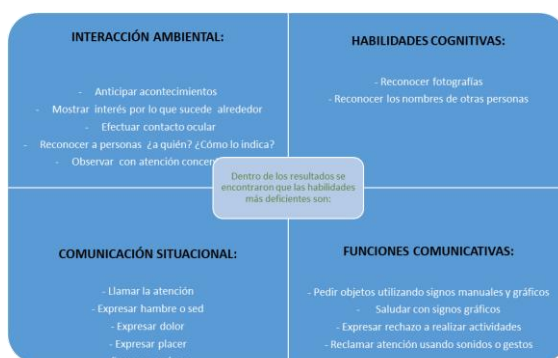 INTERACCIÓN AMBIENTAL:
- Anticipar acontecimientos
- Mostrar interés por lo que sucede alrededor
- Efectuar contacto ocular
- Reconocer a personas ¿a quién? ¿Cómo lo indica?
- Observar con atención
HABILIDADES COGNITIVAS:
- Reconocer fotografías
- Reconocer los nombres de otras personas
Dentro de los resultados se
encontraron que las habilidades
más deficientes son:
COMUNICACIÓN SITUACIONAL:
- Llamar la atención
- Expresar hambre o sed
- Expresar dolor
- Expresar placer
FUNCIONES COMUNICATIVAS:
- Pedir objetos utilizando signos manuales y gráficos
- Saludar con signos gráficos
- Expresar rechazo a realizar actividades
- Reclamar atención usando sonidos o gestos